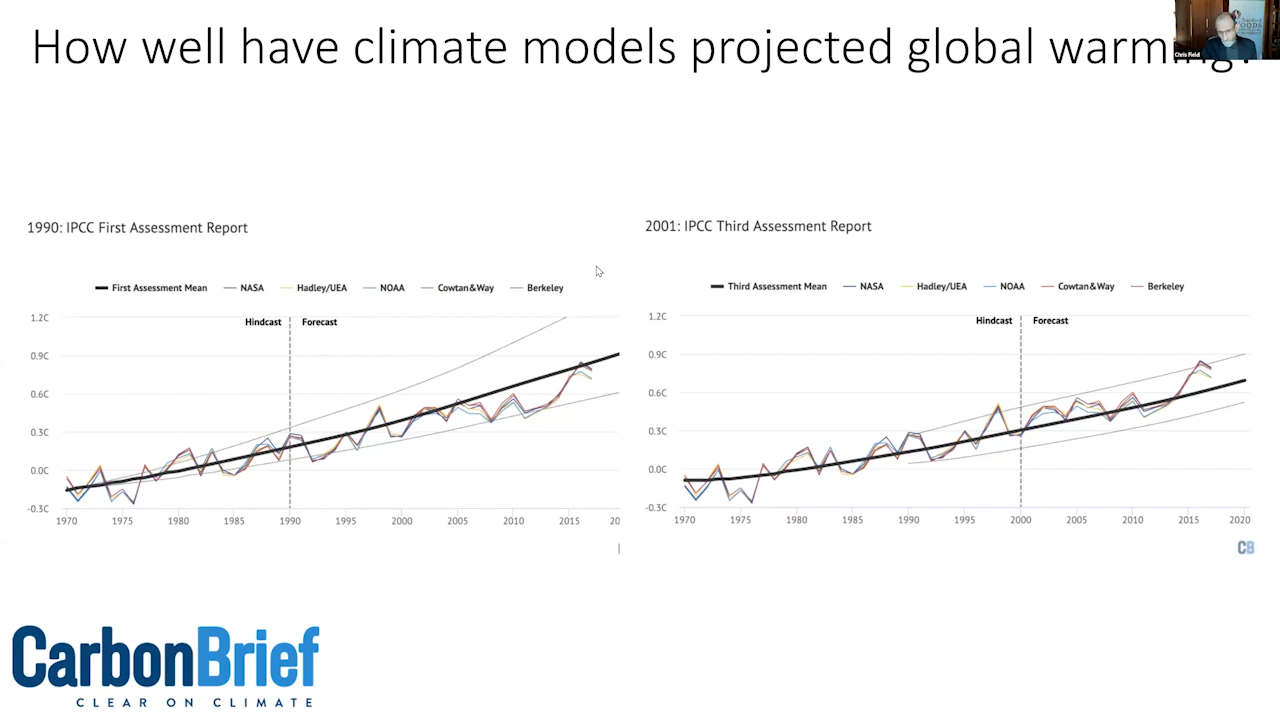 How well have climate models projected global warming?
Chris Field
1990: IPCC First Assessment Report
First Assessment Mean NASA Hadley/UEA NOAA Cowtan&Way Berkeley
Hindcast Forecast
1.2C
0.9C
0.6C
0.3C
0.0C
-0.3C
1970 1975 1980 1985 1990 1995 2000 2005 2010 2015 20
2001: IPCC Third Assessment Report
Third Assessment Mean NASA Hadley/UEA NOAA Cowtan&Way Berkeley
Hindcast Forecast
1.2C
0.9C
0.6C
0.3C
0.0C
-0.3C
1970 1975 1980 1985 1990 1995 2000 2005 2010 2015 2020
CB
CarbonBrief
CLEAR ON CLIMATE